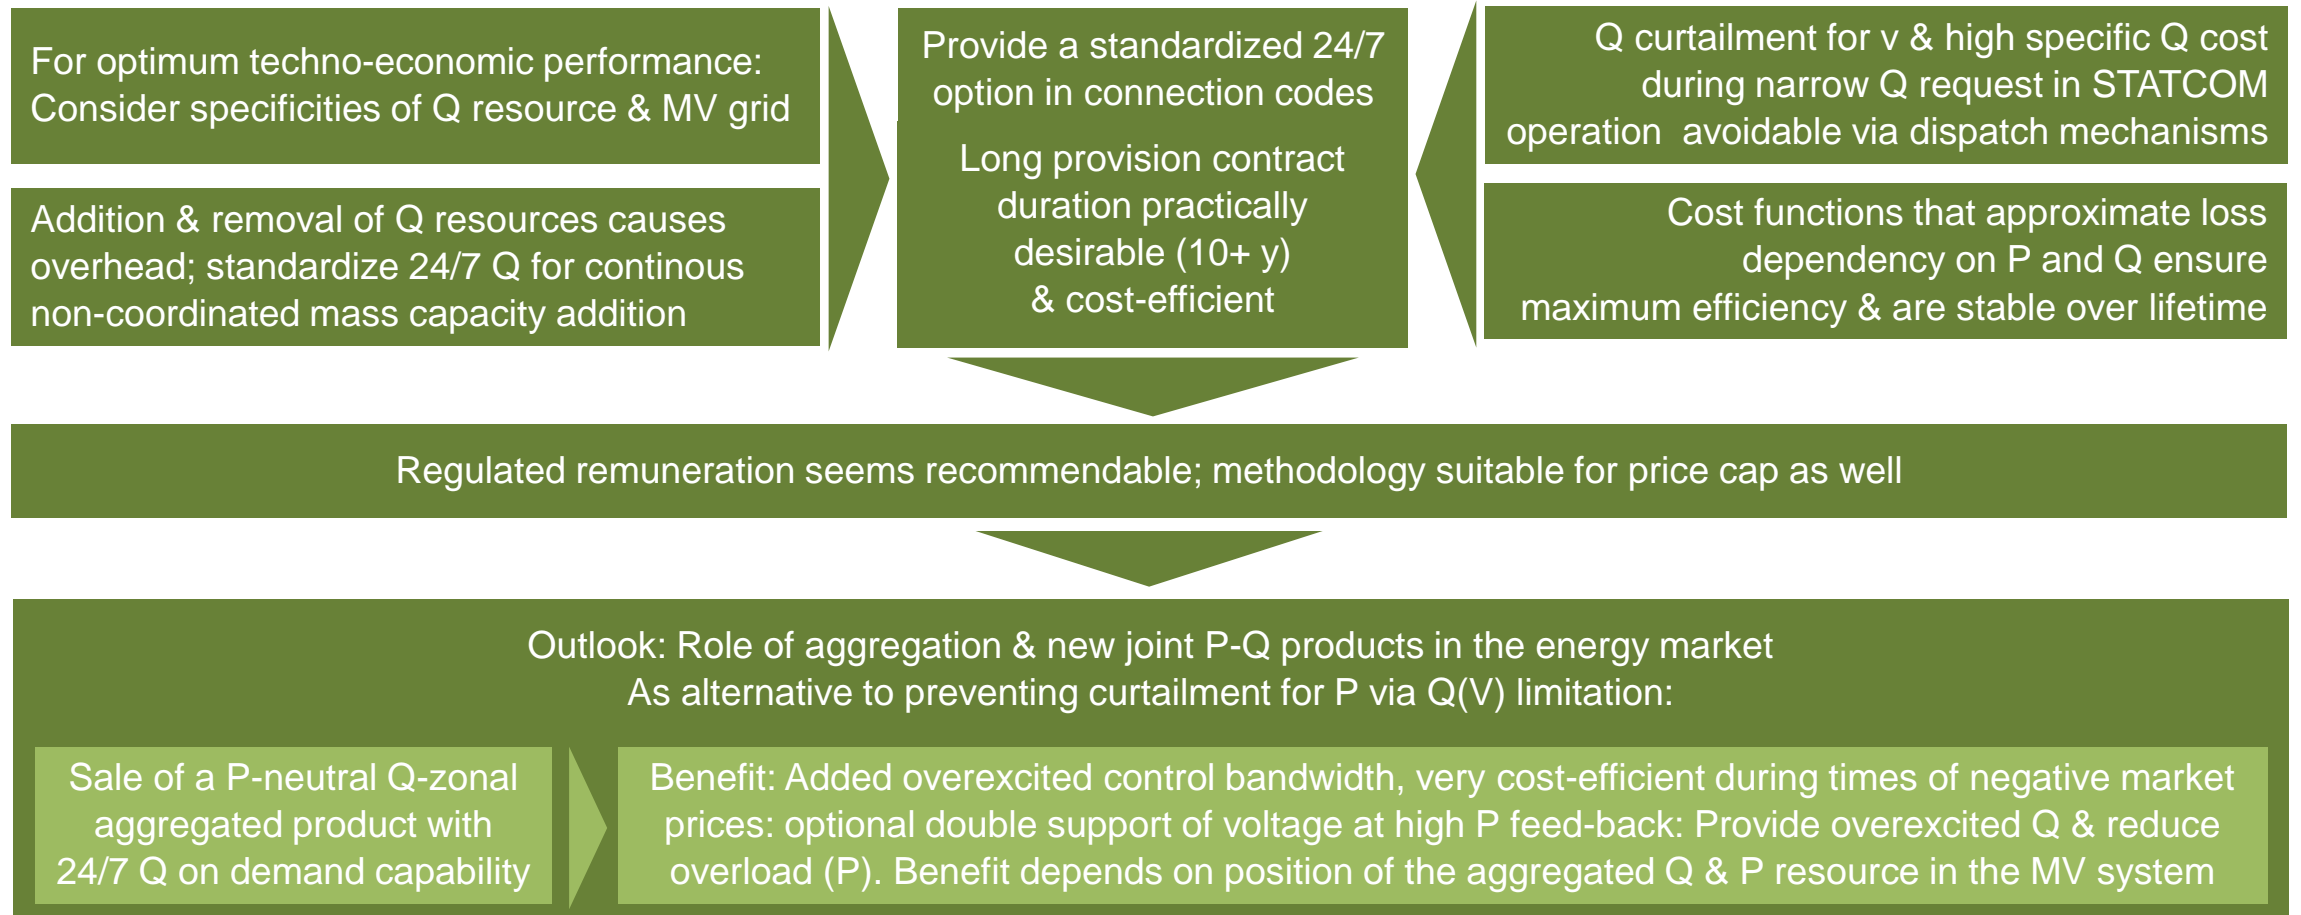 For optimum techno-economic performance:
Consider specificities of Q resource & MV grid
Addition & removal of Q resources causes
overhead; standardize 24/7 Q for continous
non-coordinated mass capacity addition
Provide a standardized 24/7
option in connection codes
Long provision contract
duration practically
desirable (10+ y)
& cost-efficient
Q curtailment for v & high specific Q cost
during narrow Q request in STATCOM
operation  avoidable via dispatch mechanisms
Cost functions that approximate loss
dependency on P and Q ensure
maximum efficiency & are stable over lifetime
Regulated remuneration seems recommendable; methodology suitable for price cap as well
Outlook: Role of aggregation & new joint P-Q products in the energy market
As alternative to preventing curtailment for P via Q(V) limitation:
Sale of a P-neutral Q-zonal
aggregated product with
24/7 Q on demand capability
Benefit: Added overexcited control bandwidth, very cost-efficient during times of negative market
prices: optional double support of voltage at high P feed-back: Provide overexcited Q & reduce
overload (P). Benefit depends on position of the aggregated Q & P resource in the MV system